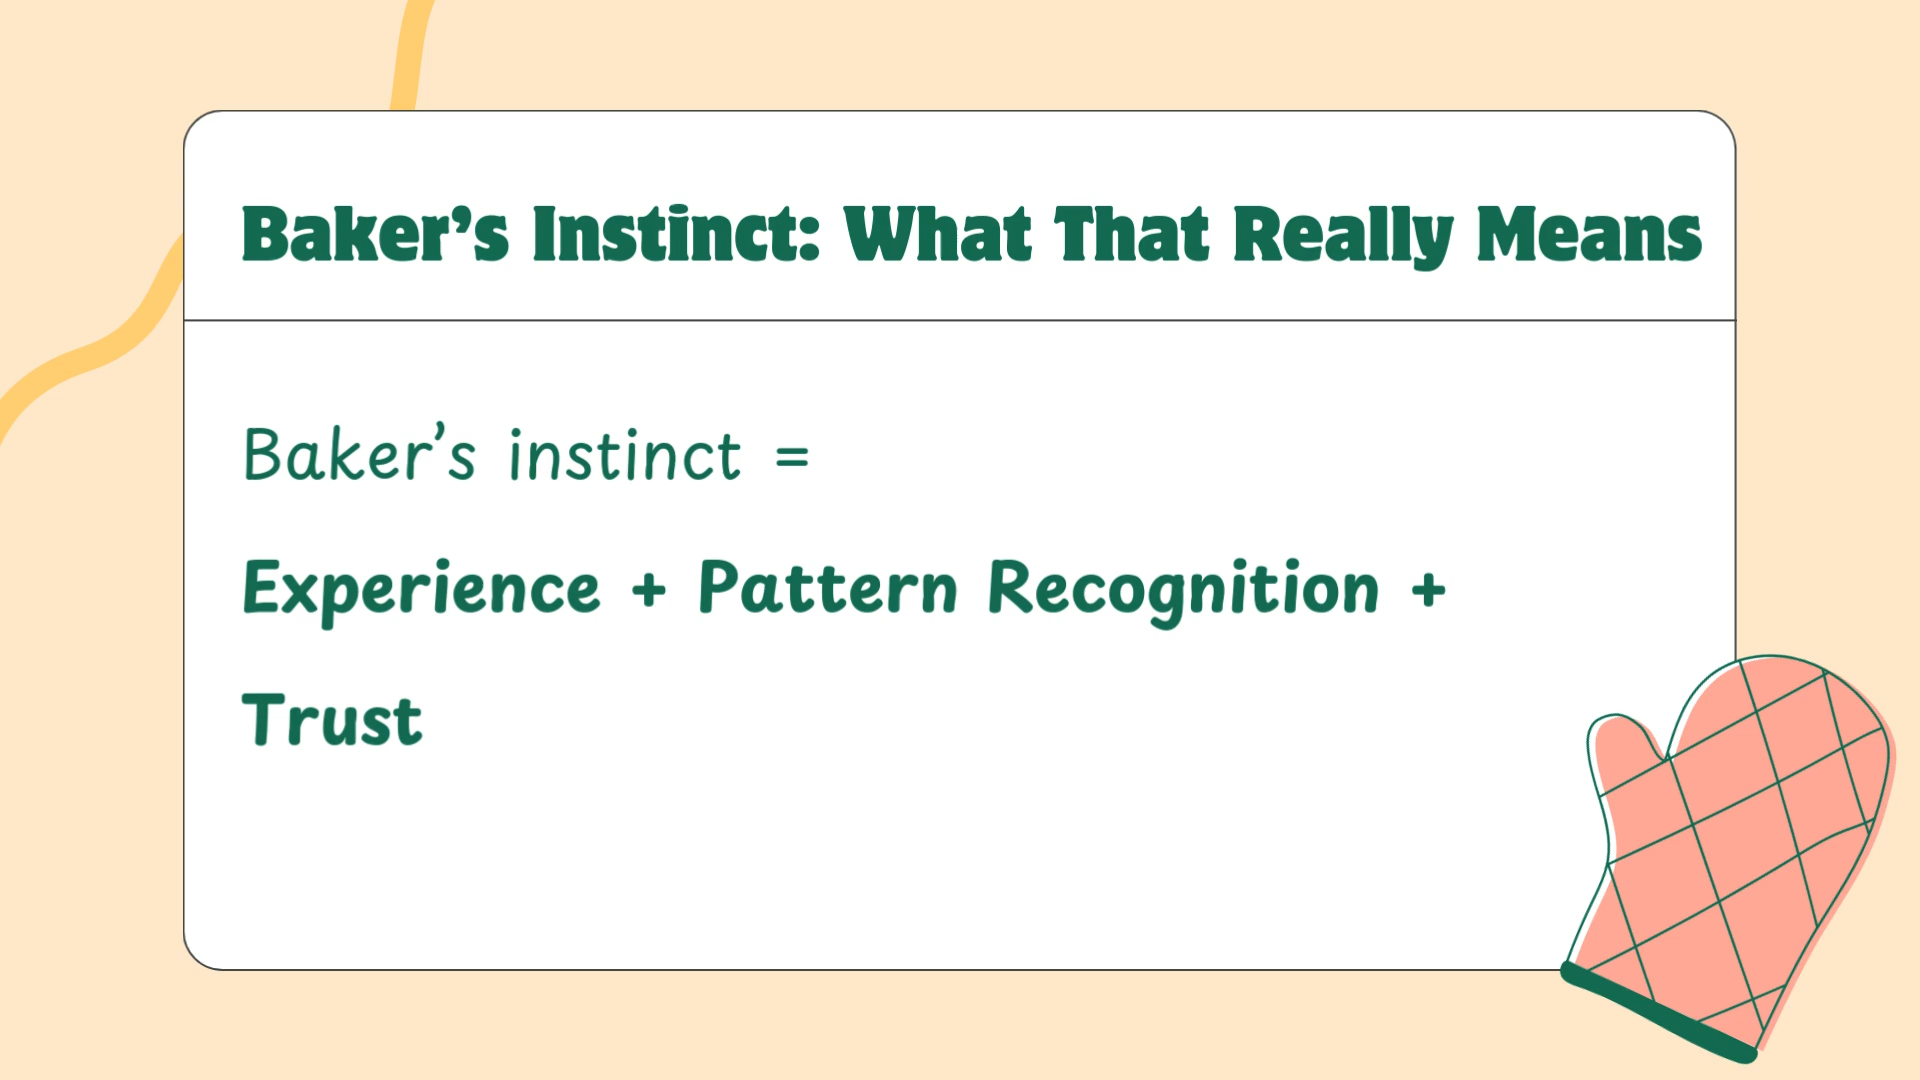 Baker’s Instinct: What That Really Means
Baker’s instinct =
Experience + Pattern Recognition +
Trust